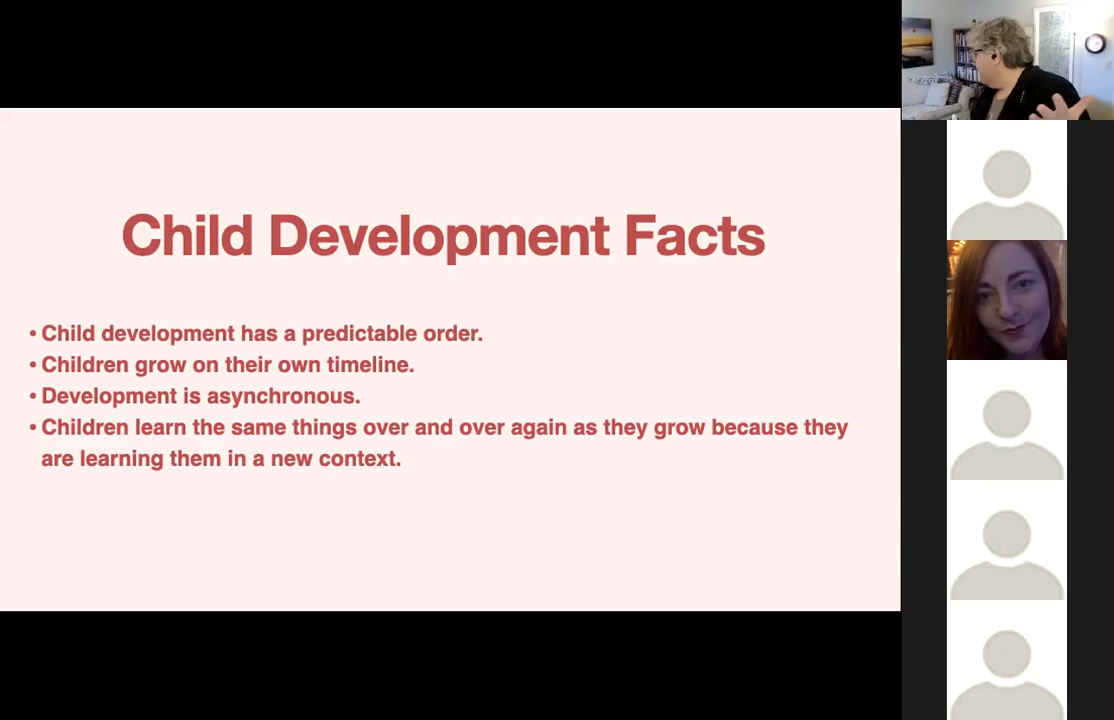 Child Development Facts
• Child development has a predictable order.
• Children grow on their own timeline.
• Development is asynchronous.
• Children learn the same things over and over again as they grow because they
are learning them in a new context.